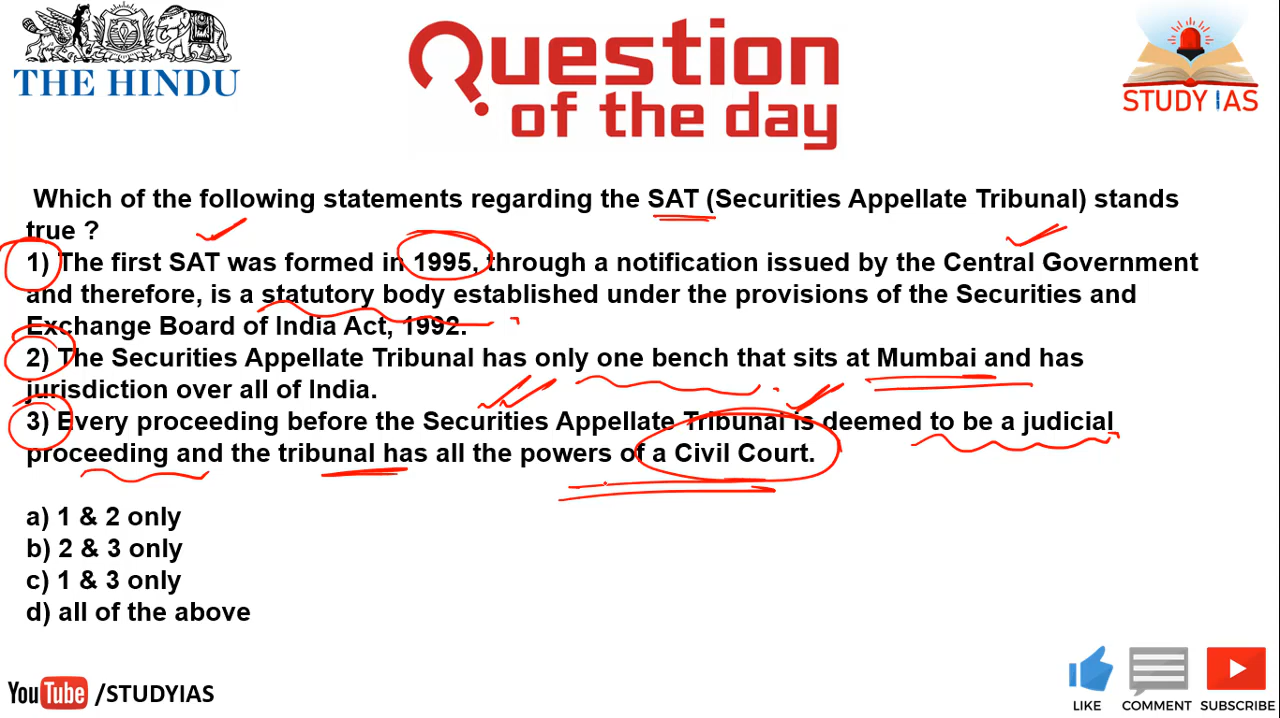 THE HINDU
Question
of the day
STUDY IAS
Which of the following statements regarding the SAT (Securities Appellate Tribunal) stands
true ?
1) The first SAT was formed in 1995, through a notification issued by the Central Government
and therefore, is a statutory body established under the provisions of the Securities and
Exchange Board of India Act, 1992.
2) The Securities Appellate Tribunal has only one bench that sits at Mumbai and has
jurisdiction over all of India.
3) Every proceeding before the Securities Appellate Tribunal is deemed to be a judicial
proceeding and the tribunal has all the powers of a Civil Court.
a) 1 & 2 only
b) 2 & 3 only
c) 1 & 3 only
d) all of the above
YouTube /STUDYIAS
LIKE COMMENT SUBSCRIBE